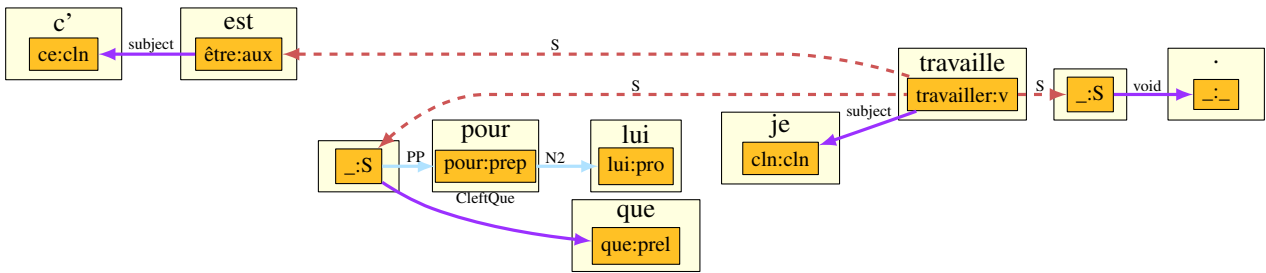 c' est
ce:cln subject être:aux S
travaille .
travailler:v S _:S void _:_
S
subject
je
cln:cln
pour lui
_:S PP pour:prep N2 lui:pro
CleftQue
que
que:prel